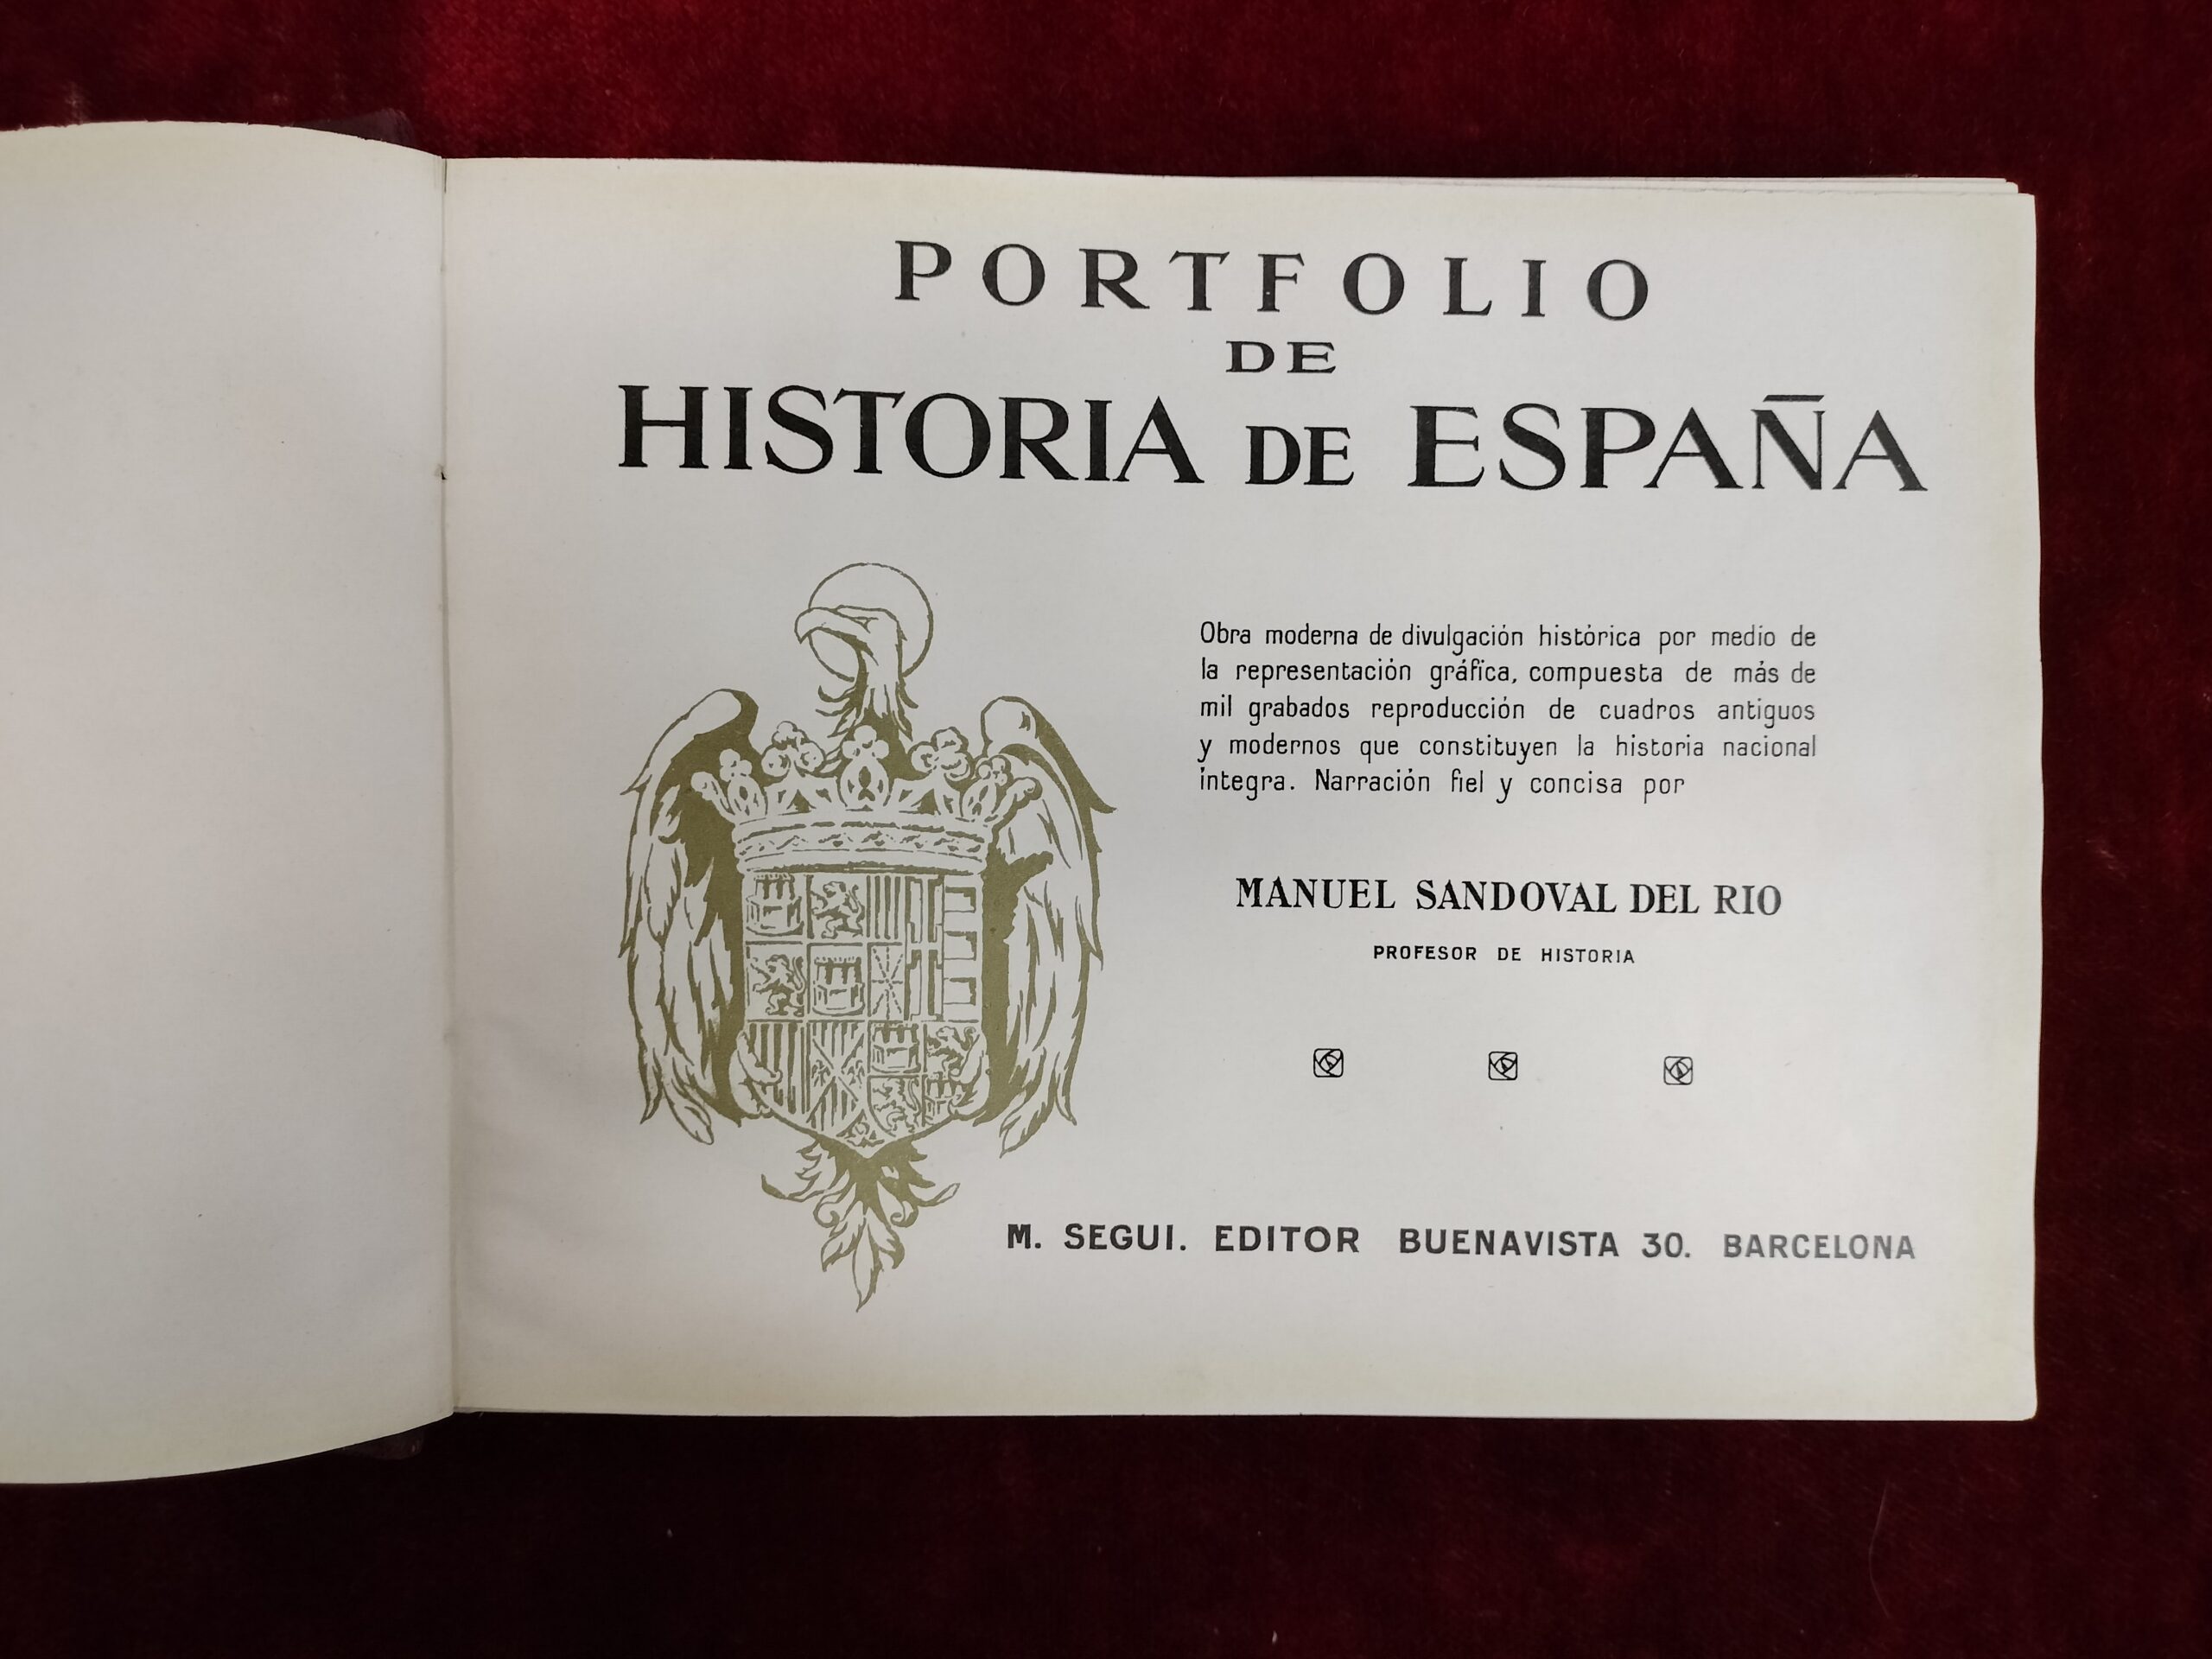 PORTFOLIO
DE
HISTORIA DE ESPAÑA
Obra moderna de divulgación histórica por medio de
la representación gráfica, compuesta de más de
mil grabados reproducción de cuadros antiguos
y modernos que constituyen la historia nacional
íntegra. Narración fiel y concisa por
MANUEL SANDOVAL DEL RIO
PROFESOR DE HISTORIA
M. SEGUI. EDITOR BUENAVISTA 30. BARCELONA